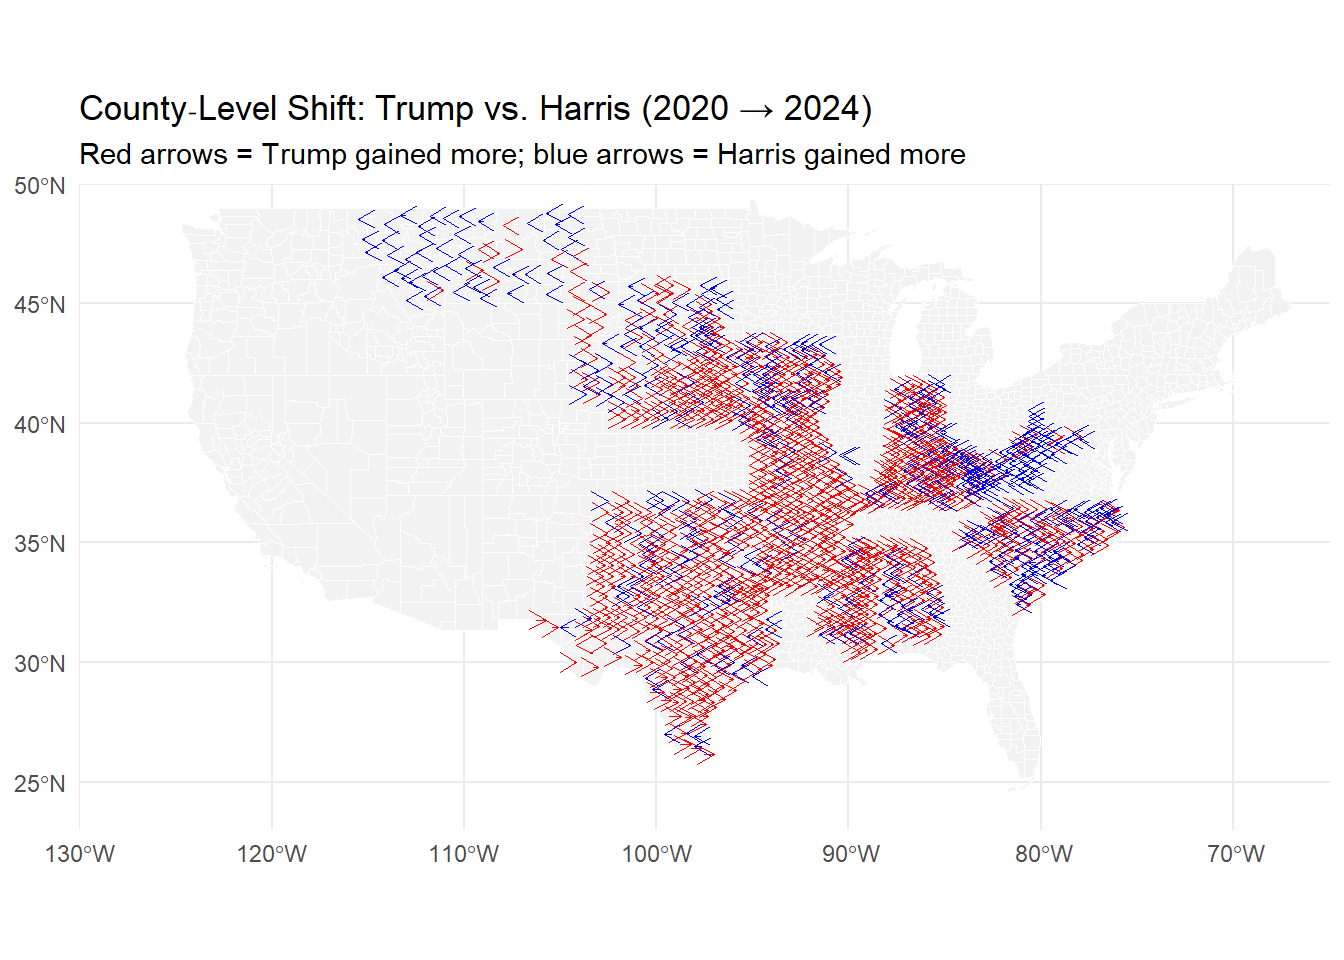 County-Level Shift: Trump vs. Harris (2020 → 2024)
Red arrows = Trump gained more; blue arrows = Harris gained more
50°N
45°N
40°N
35°N
30°N
25°N
130°W 120°W 110°W 100°W 90°W 80°W 70°W